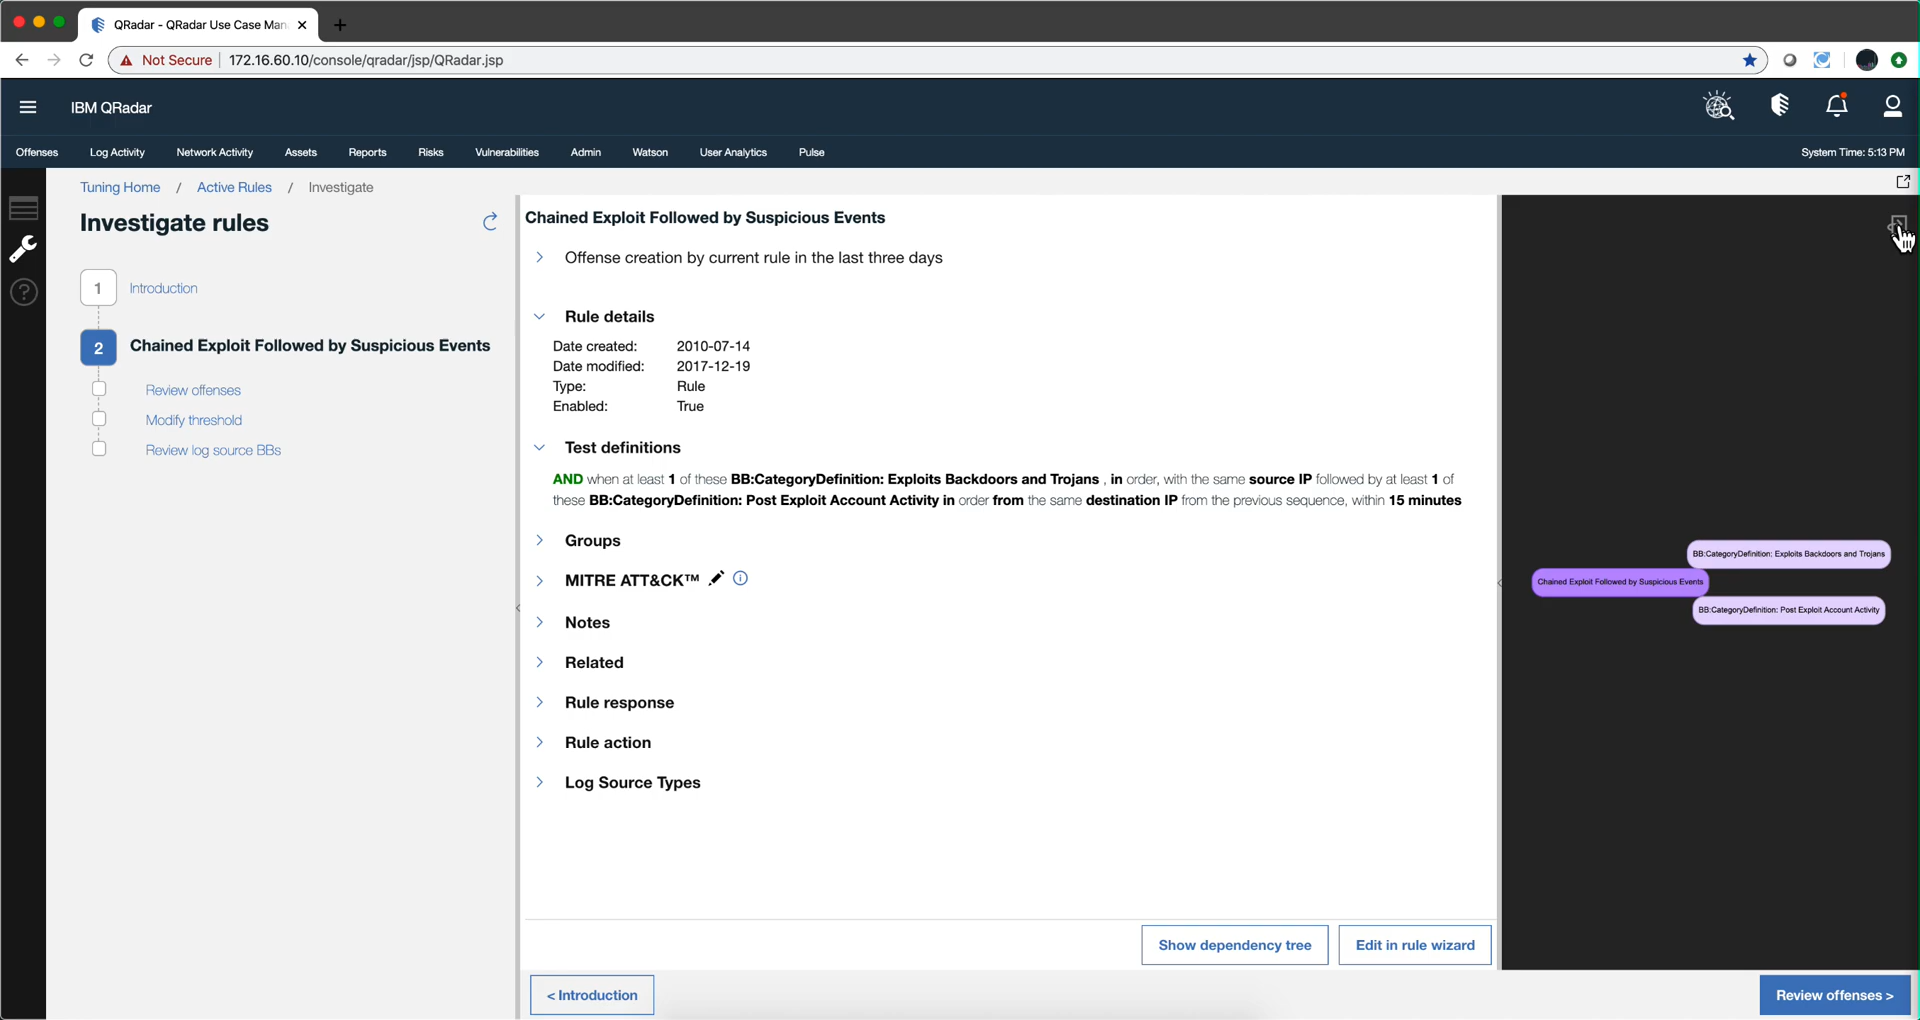 QRadar - QRadar Use Case Man
Not Secure
172.16.60.10/console/qradar/jsp/QRadar.jsp
IBM QRadar
Offenses Log Activity Network Activity Assets Reports Risks Vulnerabilities Admin Watson User Analytics Pulse System Time: 5:13 PM
Tuning Home / Active Rules / Investigate
Investigate rules
1 Introduction
2 Chained Exploit Followed by Suspicious Events
Review offenses
Modify threshold
Review log source BBs
Chained Exploit Followed by Suspicious Events
Offense creation by current rule in the last three days
Rule details
Date created: 2010-07-14
Date modified: 2017-12-19
Type: Rule
Enabled: True
Test definitions
AND when at least 1 of these BB:CategoryDefinition: Exploits Backdoors and Trojans , in order, with the same source IP followed by at least 1 of
these BB:CategoryDefinition: Post Exploit Account Activity in order from the same destination IP from the previous sequence, within 15 minutes
Groups
MITRE ATT&CK™
Notes
Related
Rule response
Rule action
Log Source Types
Show dependency tree
Edit in rule wizard
< Introduction
Review offenses >
BB:CategoryDefinition: Exploits Backdoors and Trojans
Chained Exploit Followed by Suspicious Events
BB:CategoryDefinition: Post Exploit Account Activity